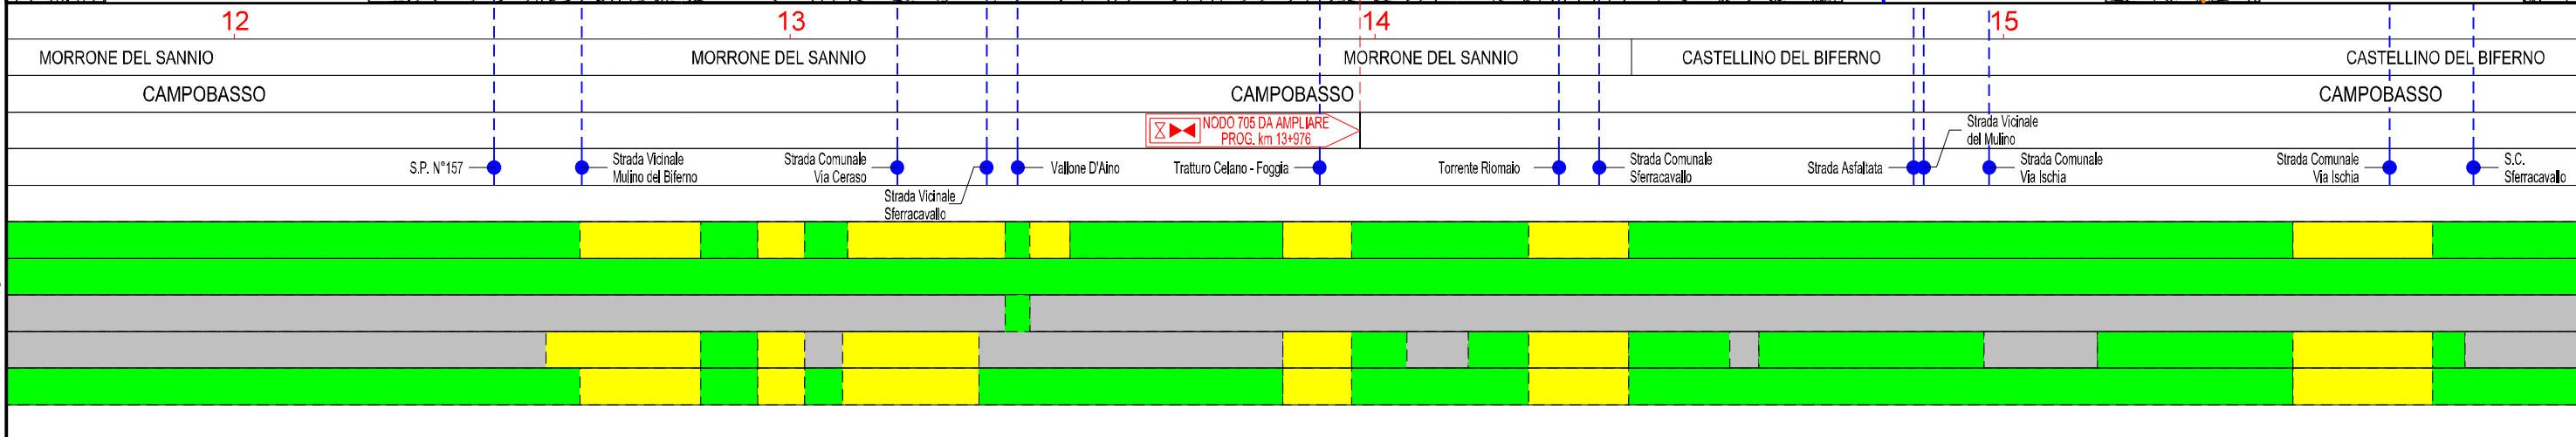 12 13 14 15
MORRONE DEL SANNIO MORRONE DEL SANNIO MORRONE DEL SANNIO CASTELLINO DEL BIFERNO CASTELLINO DEL BIFERNO
CAMPOBASSO CAMPOBASSO CAMPOBASSO
NODO 705 DA AMPLIARE
PROG. km 13+976
S.P. N°157
Strada Vicinale
Mulino del Biferno
Strada Comunale
Via Ceraso
Strada Vicinale
Sferracavallo
Vallone D'Aino
Tratturo Celano - Foggia
Torrente Riomaio
Strada Comunale
Sferracavallo
Strada Asfaltata
Strada Vicinale
del Mulino
Strada Comunale
Via Ischia
Strada Comunale
Via Ischia
S.C.
Sferracavallo